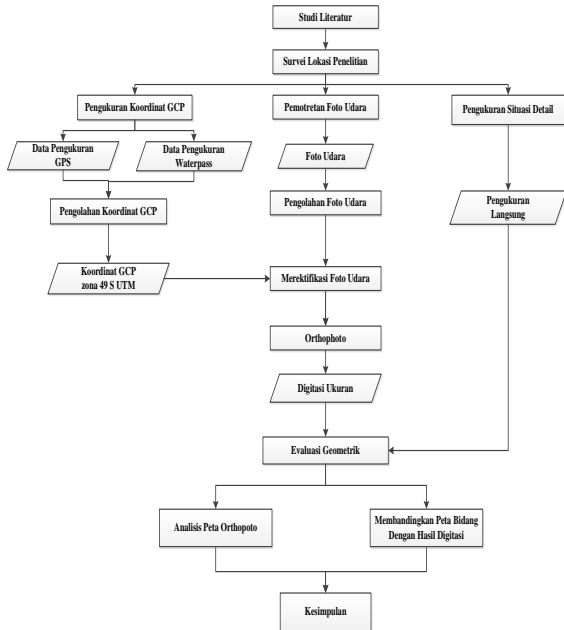 Studi Literatur
Survei Lokasi Penelitian
Pengukuran Koordinat GCP
Pemotretan Foto Udara
Pengukuran Situasi Detail
Data Pengukuran
GPS
Data Pengukuran
Waterpass
Foto Udara
Pengolahan Koordinat GCP
Pengolahan Foto Udara
Pengukuran
Langsung
Koordinat GCP
zona 49 S UTM
Merektifikasi Foto Udara
Orthophoto
Digitasi Ukuran
Evaluasi Geometrik
Analisis Peta Orthopoto
Membandingkan Peta Bidang
Dengan Hasil Digitasi
Kesimpulan